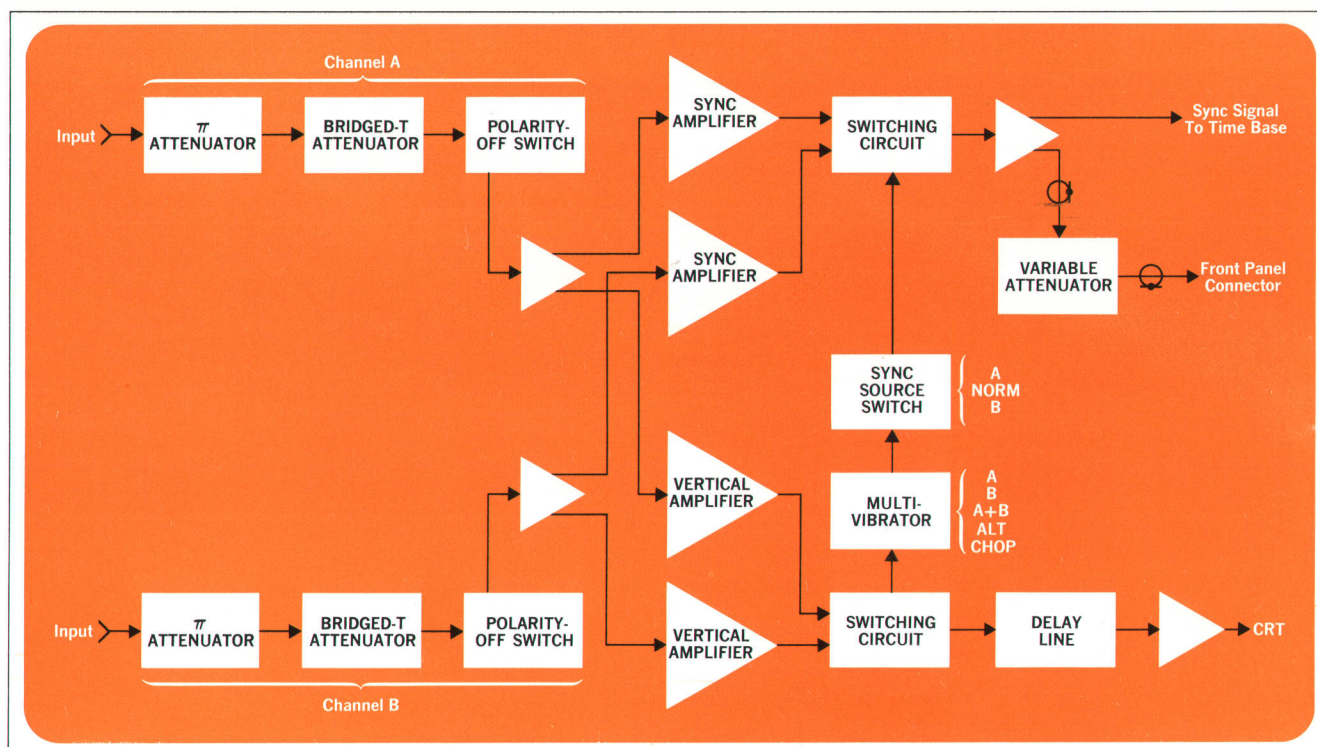 Channel A
Input
π
ATTENUATOR
BRIDGED-T
ATTENUATOR
POLARITY-
OFF SWITCH
SYNC
AMPLIFIER
SWITCHING
CIRCUIT
Sync Signal
To Time Base
SYNC
AMPLIFIER
VARIABLE
ATTENUATOR
Front Panel
Connector
SYNC
SOURCE
SWITCH
A
NORM
B
VERTICAL
AMPLIFIER
MULTI-
VIBRATOR
A
B
A+B
ALT
CHOP
Input
π
ATTENUATOR
BRIDGED-T
ATTENUATOR
POLARITY-
OFF SWITCH
VERTICAL
AMPLIFIER
SWITCHING
CIRCUIT
DELAY
LINE
CRT
Channel B